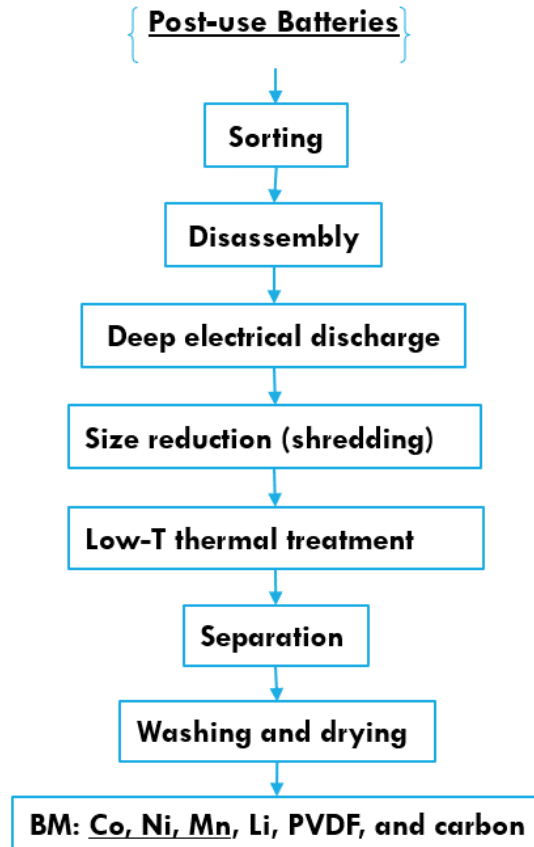 Post-use Batteries
Sorting
Disassembly
Deep electrical discharge
Size reduction (shredding)
Low-T thermal treatment
Separation
Washing and drying
BM: Co, Ni, Mn, Li, PVDF, and carbon